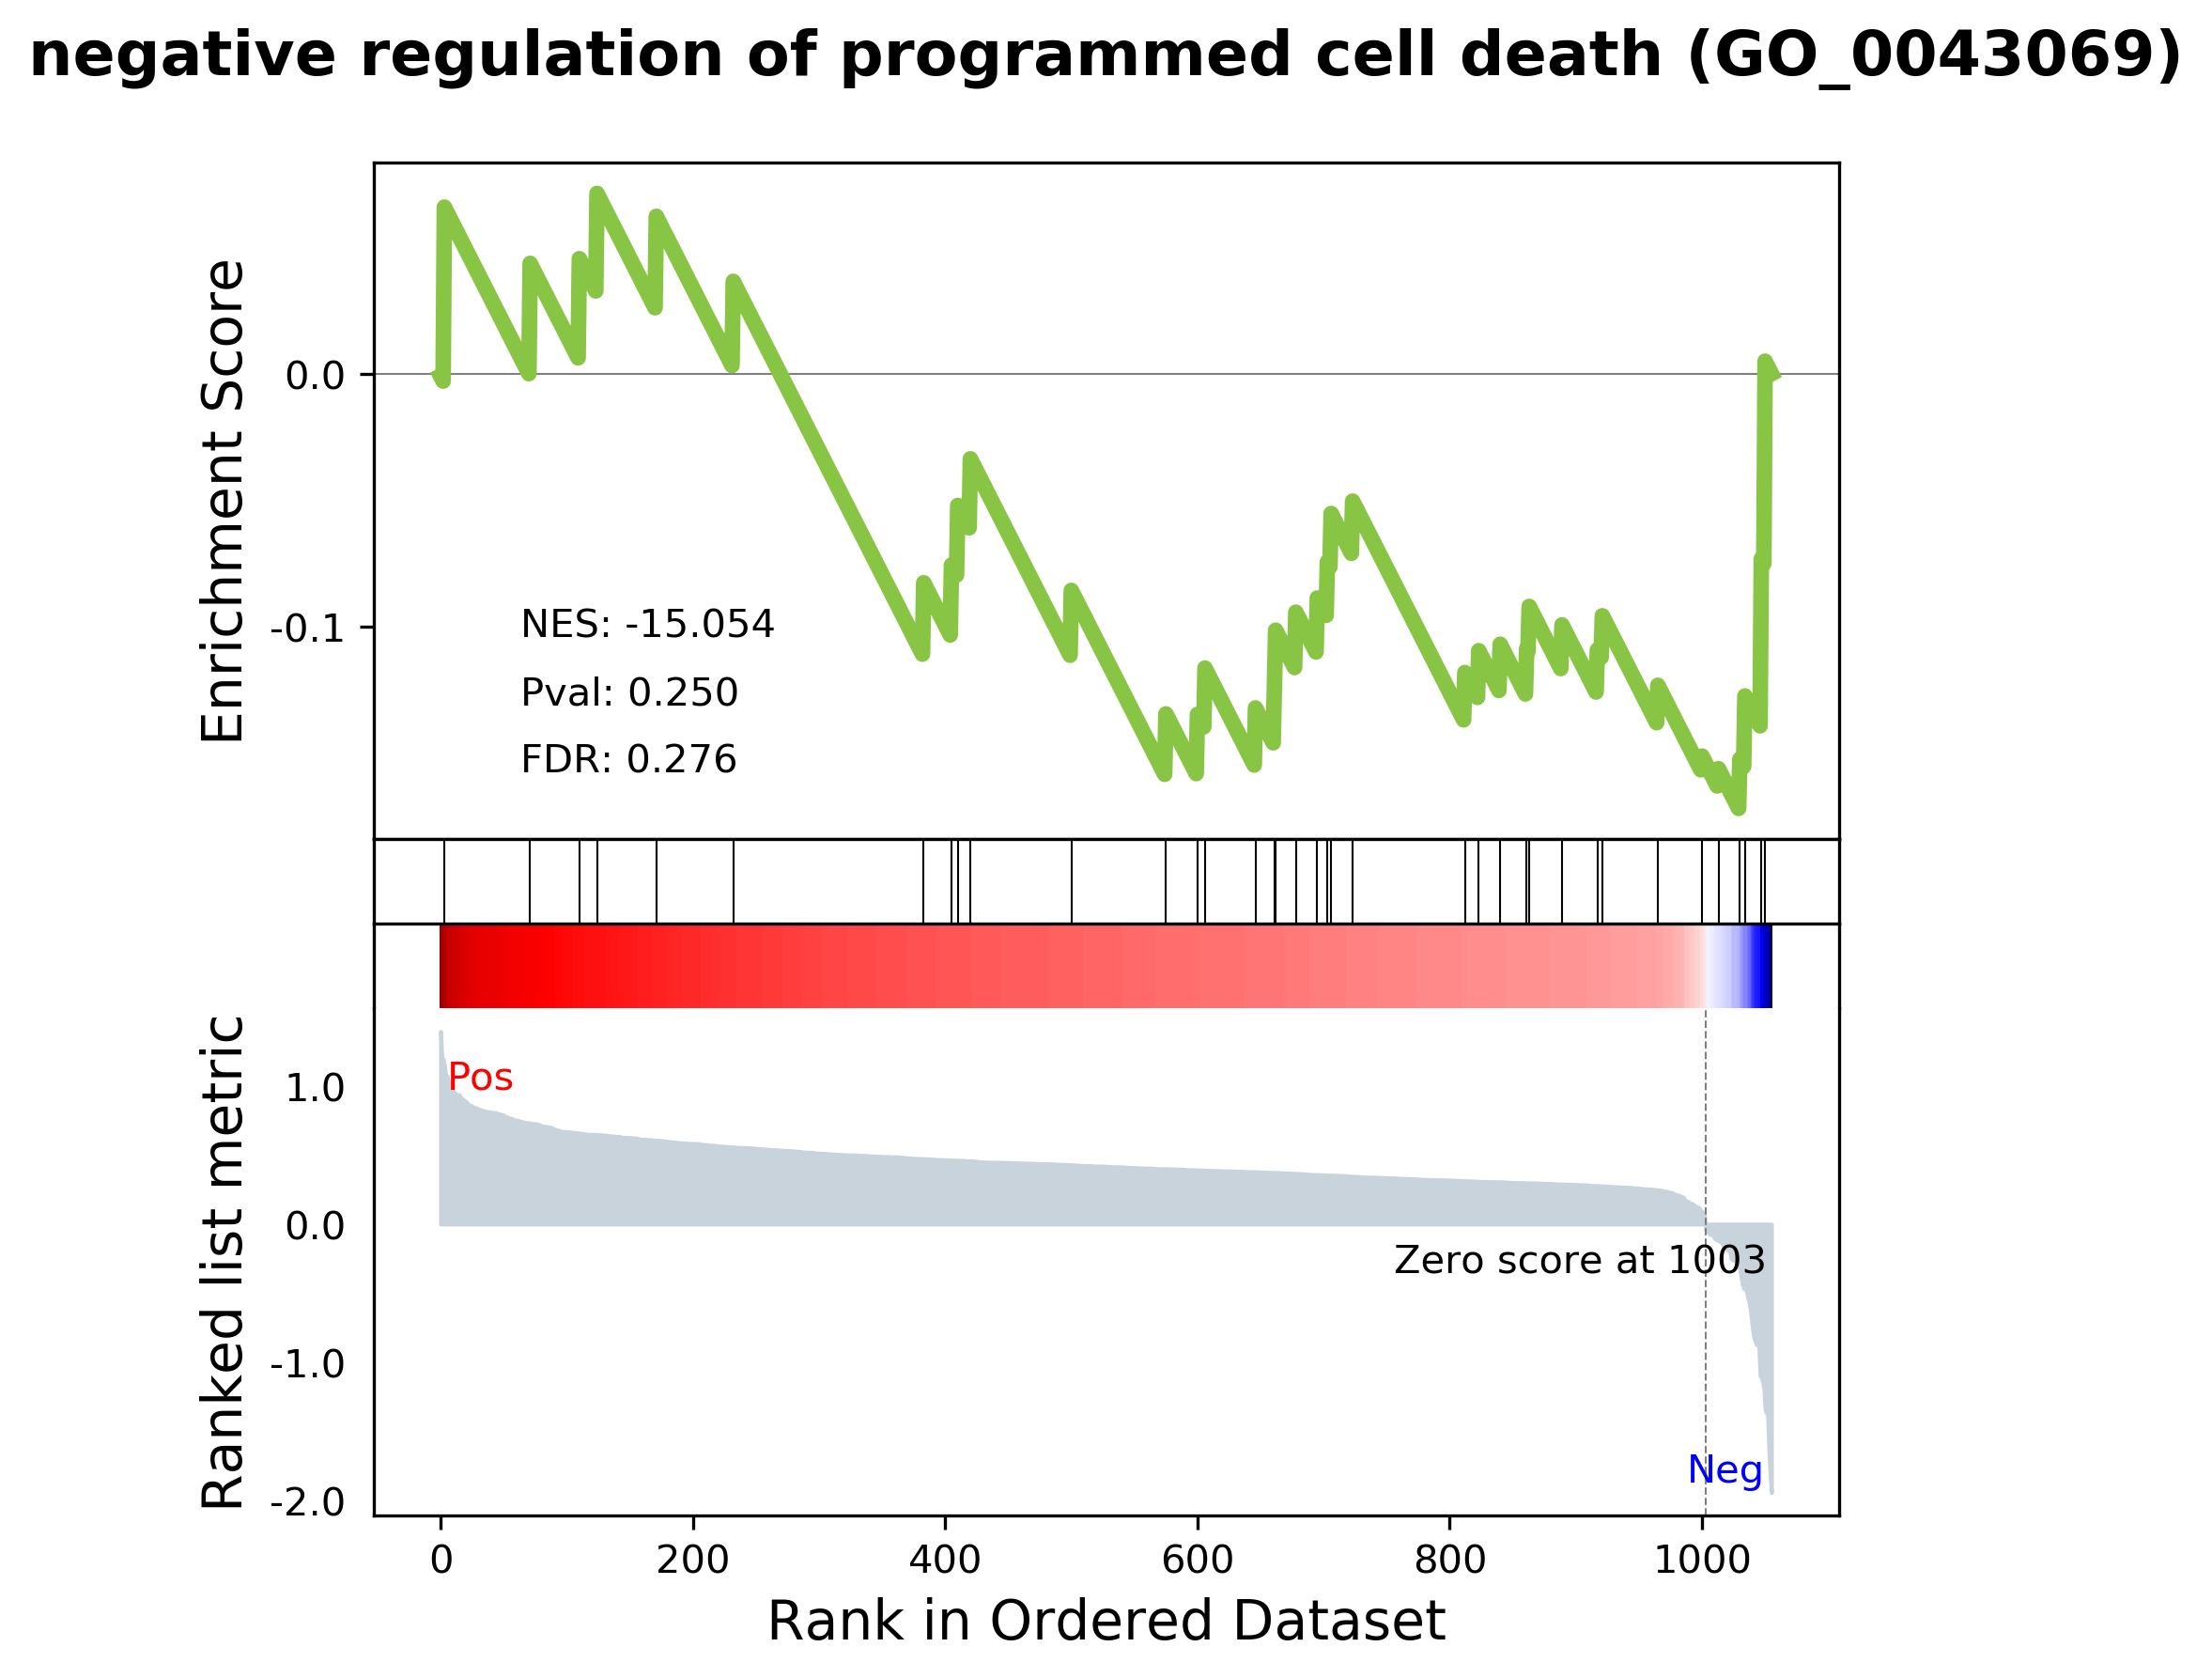 negative regulation of programmed cell death (GO_0043069)
Enrichment Score
0.0
-0.1
NES: -15.054
Pval: 0.250
FDR: 0.276
Ranked list metric
1.0
0.0
-1.0
-2.0
Pos
Zero score at 1003
Neg
0 200 400 600 800 1000
Rank in Ordered Dataset